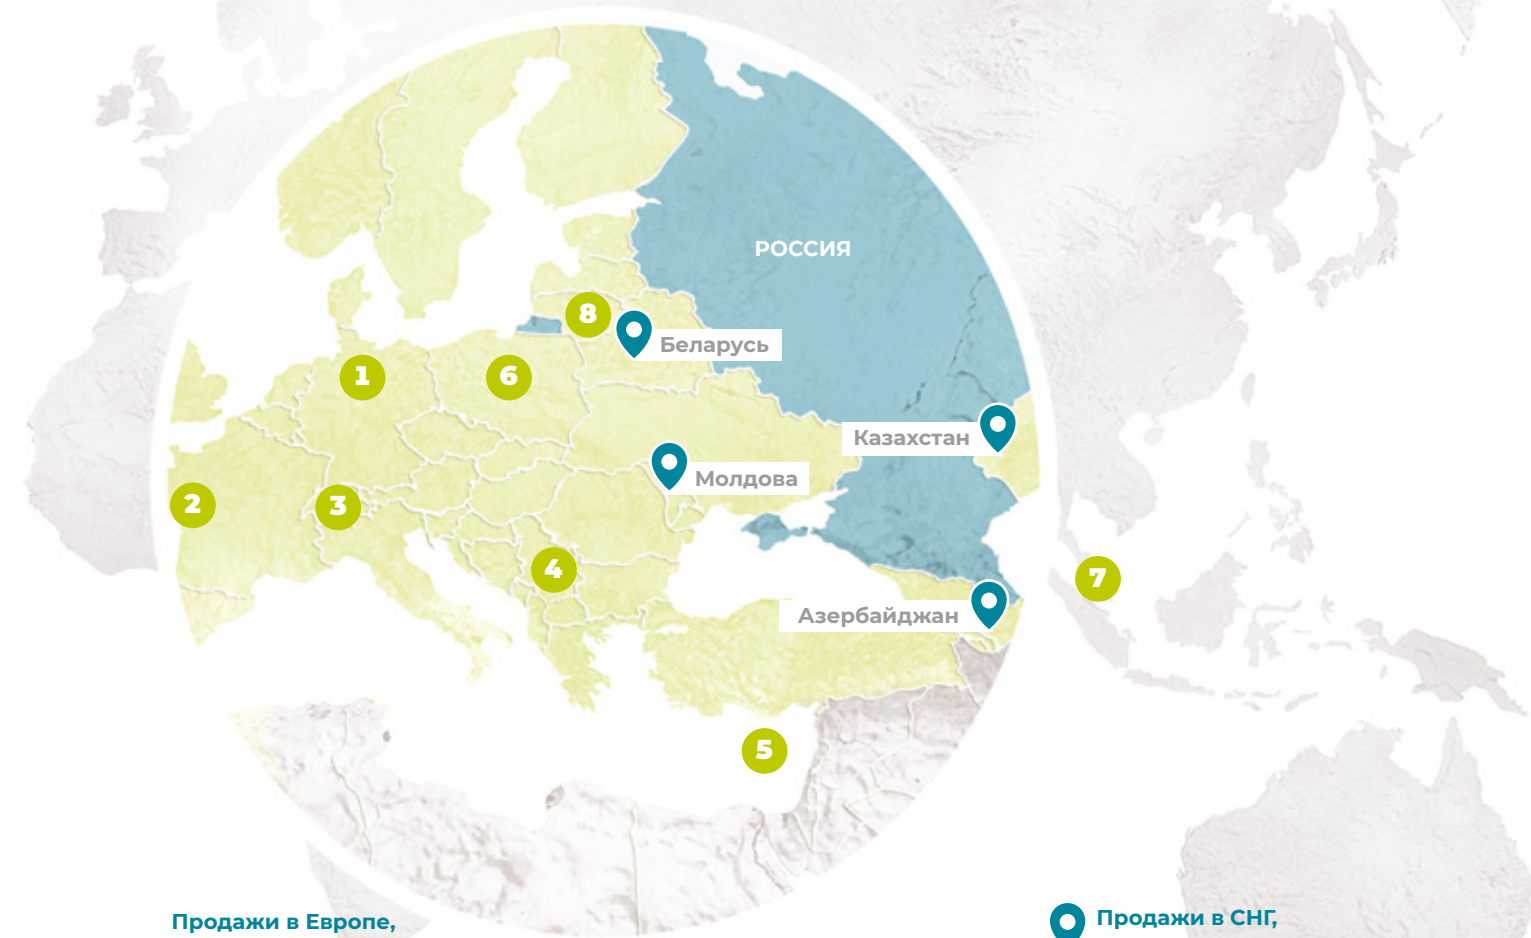 РОССИЯ
8
Беларусь
1
6
Казахстан
Молдова
2
3
4
7
Азербайджан
5
Продажи в Европе,
Продажи в СНГ,